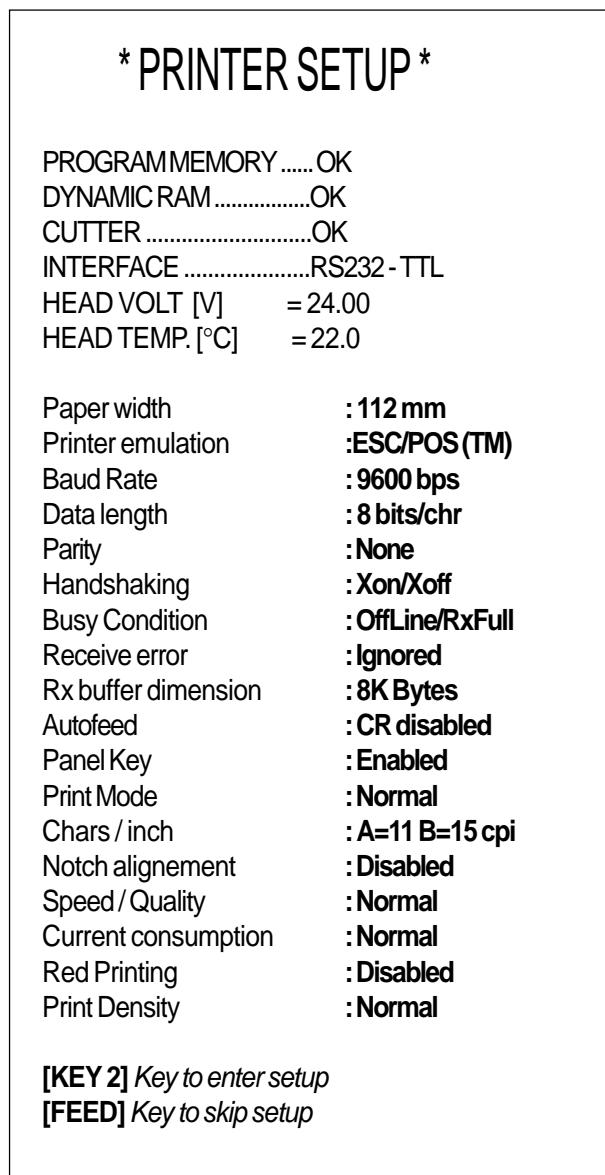 * PRINTER SETUP *
PROGRAM MEMORY ...... OK
DYNAMIC RAM ................OK
CUTTER ............................OK
INTERFACE .....................RS232 - TTL
HEAD VOLT [V] = 24.00
HEAD TEMP. [°C] = 22.0
Paper width : 112 mm
Printer emulation :ESC/POS (TM)
Baud Rate : 9600 bps
Data length : 8 bits/chr
Parity : None
Handshaking : Xon/Xoff
Busy Condition : OffLine/RxFull
Receive error : Ignored
Rx buffer dimension : 8K Bytes
Autofeed : CR disabled
Panel Key : Enabled
Print Mode : Normal
Chars / inch : A=11 B=15 cpi
Notch alignement : Disabled
Speed / Quality : Normal
Current consumption : Normal
Red Printing : Disabled
Print Density : Normal
[KEY 2] Key to enter setup
[FEED] Key to skip setup